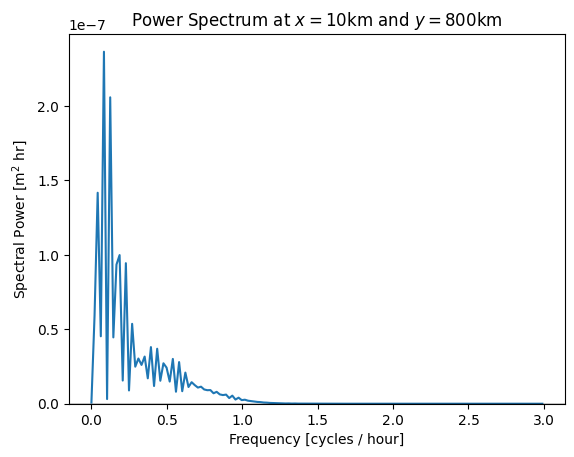 Power Spectrum at x = 10km and y = 800km
1e−7
2.0
1.5
1.0
0.5
0.0
Spectral Power [m² hr]
0.0 0.5 1.0 1.5 2.0 2.5 3.0
Frequency [cycles / hour]